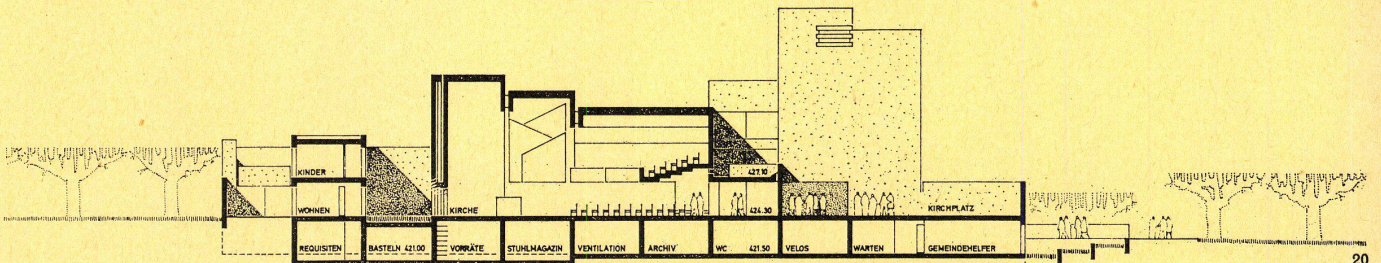 KINDER
427.10
WOHNEN
KIRCHE
424.30
KIRCHPLATZ
REQUISITEN
BASTELN 421.00
VORRÄTE
STUHLMAGAZIN
VENTILATION
ARCHIV
WC 421.50
VELOS
WARTEN
GEMEINDEHELFER
20